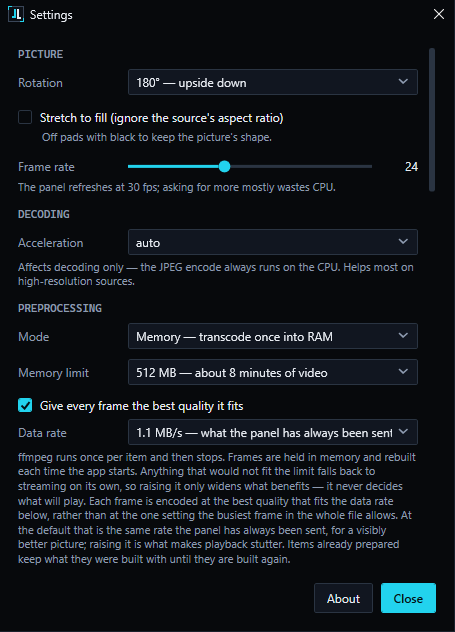 JL Settings
PICTURE
Rotation 180° — upside down
Stretch to fill (ignore the source's aspect ratio)
Off pads with black to keep the picture's shape.
Frame rate 24
The panel refreshes at 30 fps; asking for more mostly wastes CPU.
DECODING
Acceleration auto
Affects decoding only — the JPEG encode always runs on the CPU. Helps most on
high-resolution sources.
PREPROCESSING
Mode Memory — transcode once into RAM
Memory limit 512 MB — about 8 minutes of video
Give every frame the best quality it fits
Data rate 1.1 MB/s — what the panel has always been sent
ffmpeg runs once per item and then stops. Frames are held in memory and rebuilt
each time the app starts. Anything that would not fit the limit falls back to
streaming on its own, so raising it only widens what benefits — it never decides
what will play. Each frame is encoded at the best quality that fits the data rate
below, rather than at the one setting the busiest frame in the whole file allows. At
the default that is the same rate the panel has always been sent, for a visibly
better picture; raising it is what makes playback stutter. Items already prepared
keep what they were built with until they are built again.
About Close